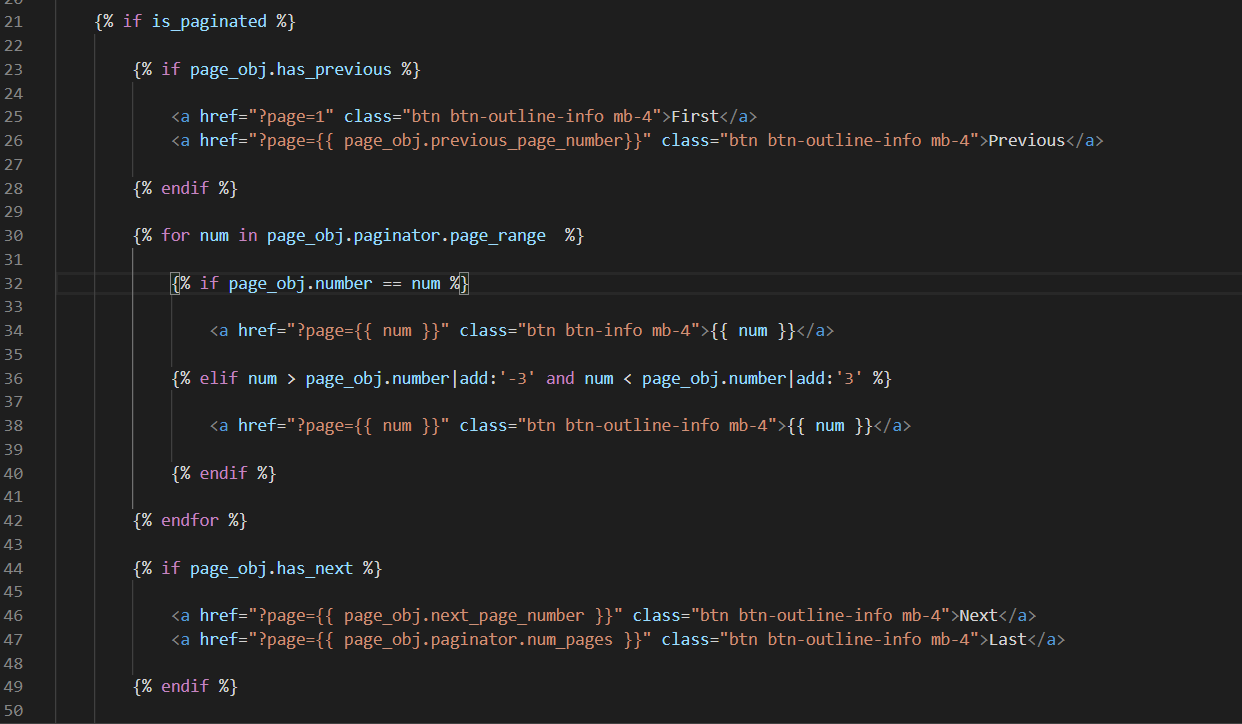 21 {% if is_paginated %}
22
23 {% if page_obj.has_previous %}
24
25 <a href="?page=1" class="btn btn-outline-info mb-4">First</a>
26 <a href="?page={{ page_obj.previous_page_number}}" class="btn btn-outline-info mb-4">Previous</a>
27
28 {% endif %}
29
30 {% for num in page_obj.paginator.page_range  %}
31
32 {% if page_obj.number == num %}
33
34 <a href="?page={{ num }}" class="btn btn-info mb-4">{{ num }}</a>
35
36 {% elif num > page_obj.number|add:'-3' and num < page_obj.number|add:'3' %}
37
38 <a href="?page={{ num }}" class="btn btn-outline-info mb-4">{{ num }}</a>
39
40 {% endif %}
41
42 {% endfor %}
43
44 {% if page_obj.has_next %}
45
46 <a href="?page={{ page_obj.next_page_number }}" class="btn btn-outline-info mb-4">Next</a>
47 <a href="?page={{ page_obj.paginator.num_pages }}" class="btn btn-outline-info mb-4">Last</a>
48
49 {% endif %}
50